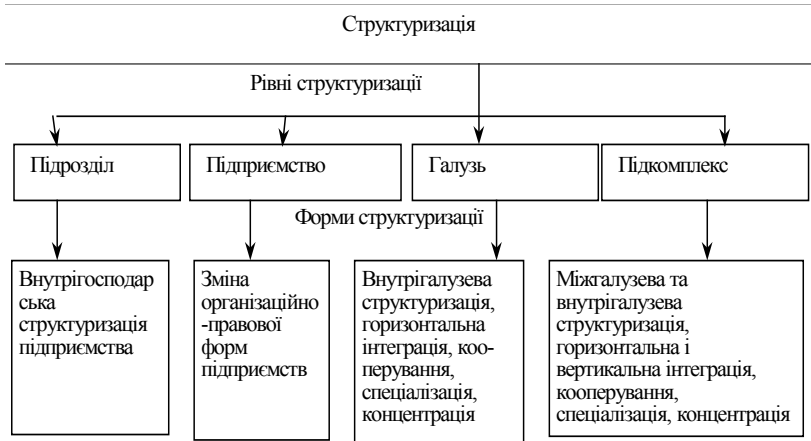 Структуризація
Рівні структуризації
Підрозділ
Підприємство
Галузь
Підкомплекс
Форми структуризації
Внутрігосподар
ська
структуризація
підприємства
Зміна
організаційно
-правової
форм
підприємств
Внутрігалузева
структуризація,
горизонтальна
інтеграція, коо-
перування,
спеціалізація,
концентрація
Міжгалузева та
внутрігалузева
структуризація,
горизонтальна і
вертикальна інтеграція,
кооперування,
спеціалізація, концентрація